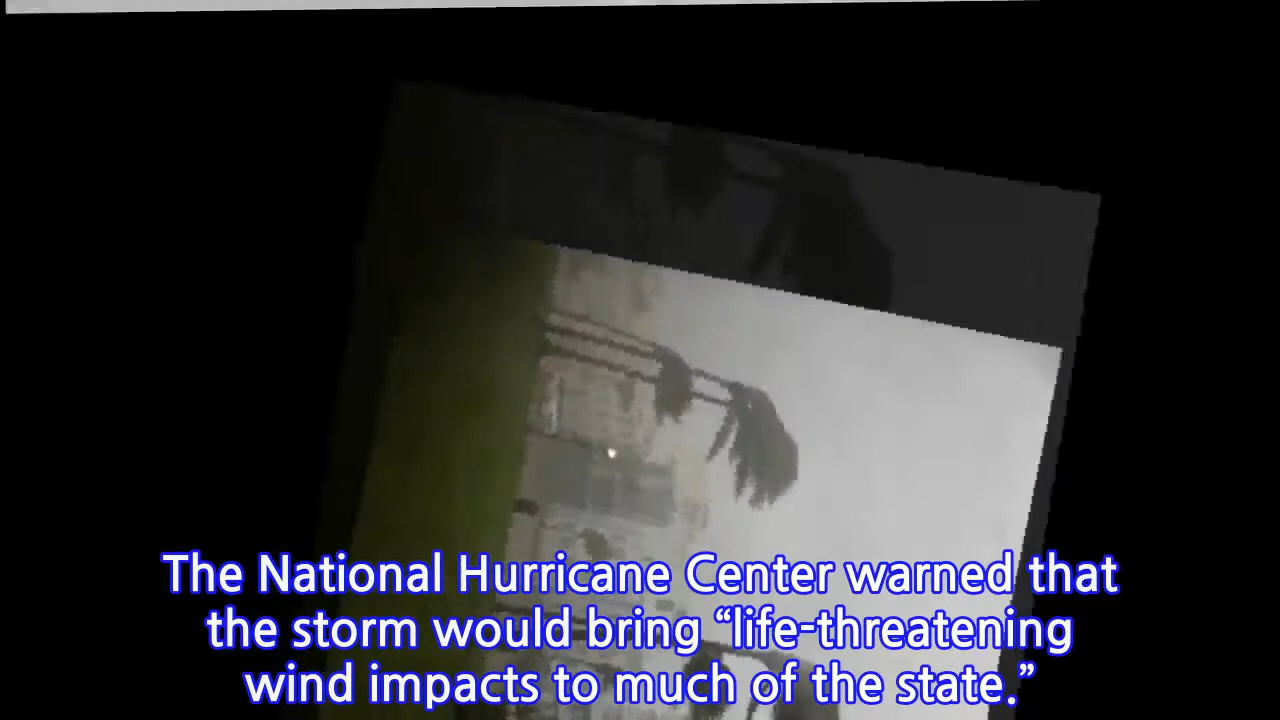 The National Hurricane Center warned that
the storm would bring “life-threatening
wind impacts to much of the state.”